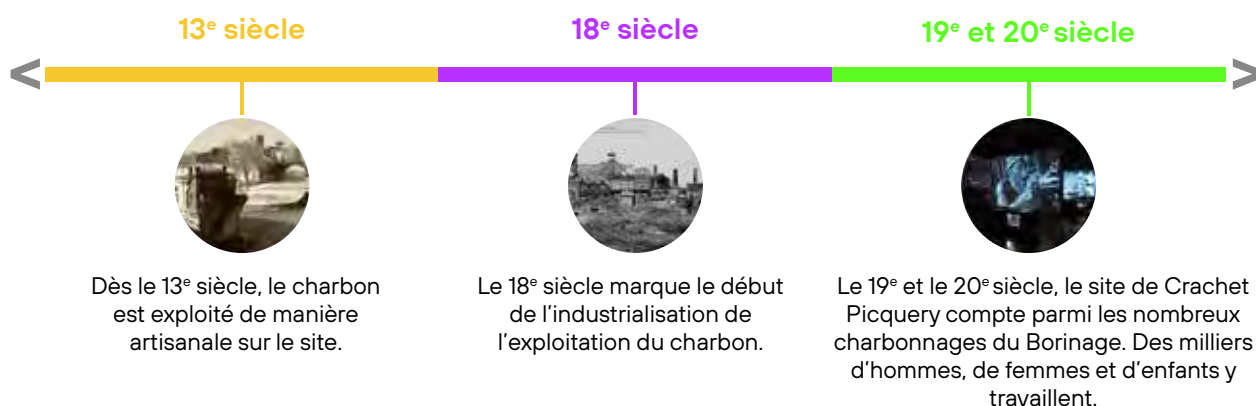 13e siècle
18e siècle
19e et 20e siècle
Dès le 13e siècle, le charbon
est exploité de manière
artisanale sur le site.
Le 18e siècle marque le début
de l'industrialisation de
l'exploitation du charbon.
Le 19e et le 20e siècle, le site de Crachet
Picquery compte parmi les nombreux
charbonnages du Borinage. Des milliers
d'hommes, de femmes et d'enfants y
travaillent.